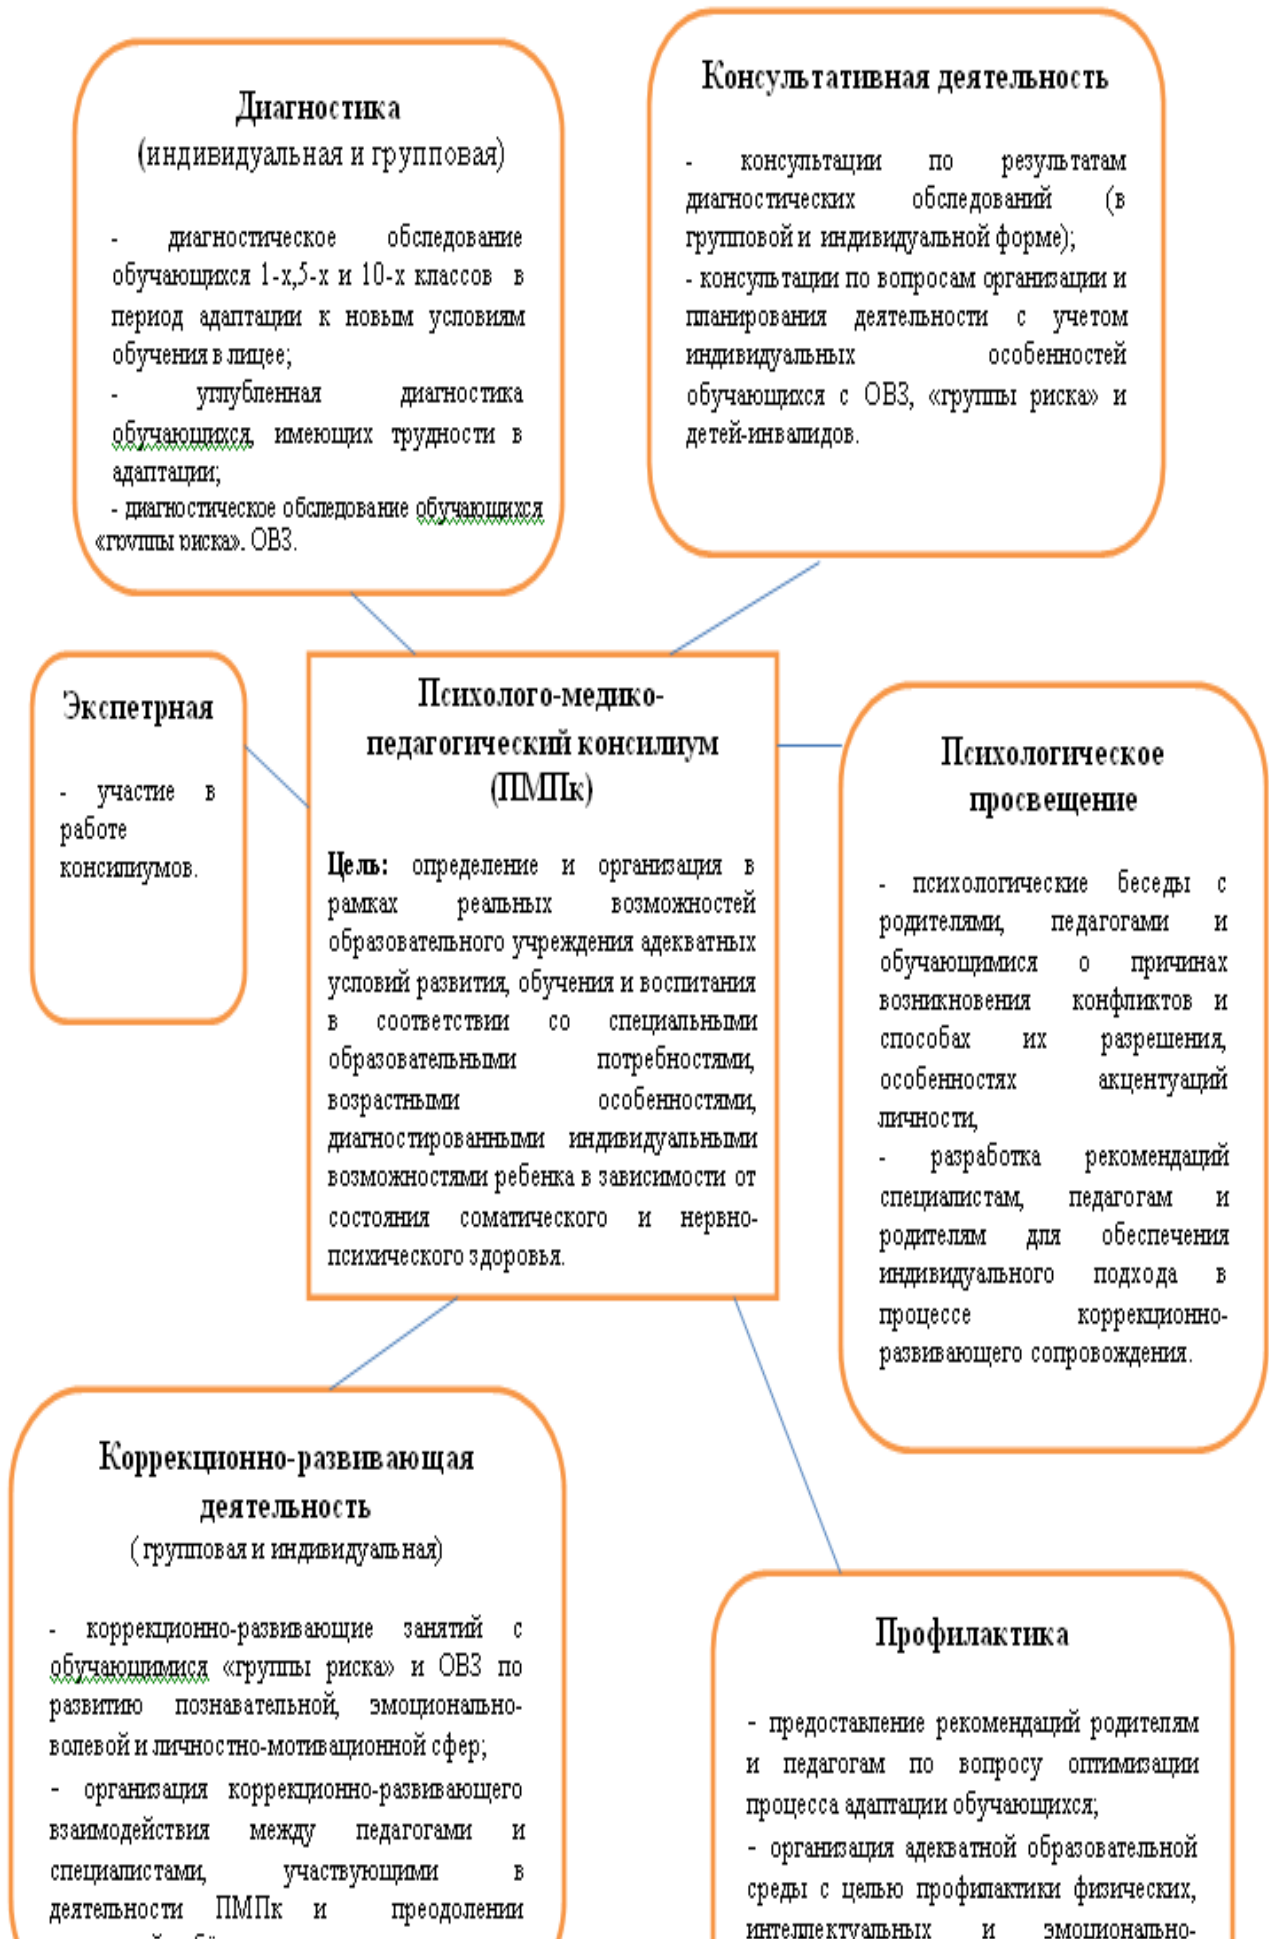 Диагностика
(индивидуальная и групповая)
- диагностическое обследование
обучающихся 1-х,5-х и 10-х классов в
период адаптации к новым условиям
обучения в лицее;
- углубленная диагностика
обучающихся, имеющих трудности в
адаптации;
- диагностическое обследование обучающихся
«группы риска», ОВЗ.
Консультативная деятельность
- консультации по результатам
диагностических обследований (в
групповой и индивидуальной форме);
- консультации по вопросам организации и
планирования деятельности с учетом
индивидуальных особенностей
обучающихся с ОВЗ, «группы риска» и
детей-инвалидов.
Экспетрная
- участие в
работе
консилиумов.
Психолого-медико-
педагогический консилиум
(ПМПк)
Цель: определение и организация в
рамках реальных возможностей
образовательного учреждения адекватных
условий развития, обучения и воспитания
в соответствии со специальными
образовательными потребностями,
возрастными особенностями,
диагностированными индивидуальными
возможностями ребенка в зависимости от
состояния соматического и нервно-
психического здоровья.
Психологическое
просвещение
- психологические беседы с
родителями, педагогами и
обучающимися о причинах
возникновения конфликтов и
способах их разрешения,
особенностях акцентуаций
личности,
- разработка рекомендаций
специалистам, педагогам и
родителям для обеспечения
индивидуального подхода в
процессе коррекционно-
развивающего сопровождения.
Коррекционно-развивающая
деятельность
( групповая и индивидуальная)
- коррекционно-развивающие занятий с
обучающимися «группы риска» и ОВЗ по
развитию познавательной, эмоционально-
волевой и личностно-мотивационной сфер;
- организация коррекционно-развивающего
взаимодействия между педагогами и
специалистами, участвующими в
деятельности ПМПк и преодолении
Профилактика
- предоставление рекомендаций родителям
и педагогам по вопросу оптимизации
процесса адаптации обучающихся;
- организация адекватной образовательной
среды с целью профилактики физических,
интеллектуальных и эмоционально-